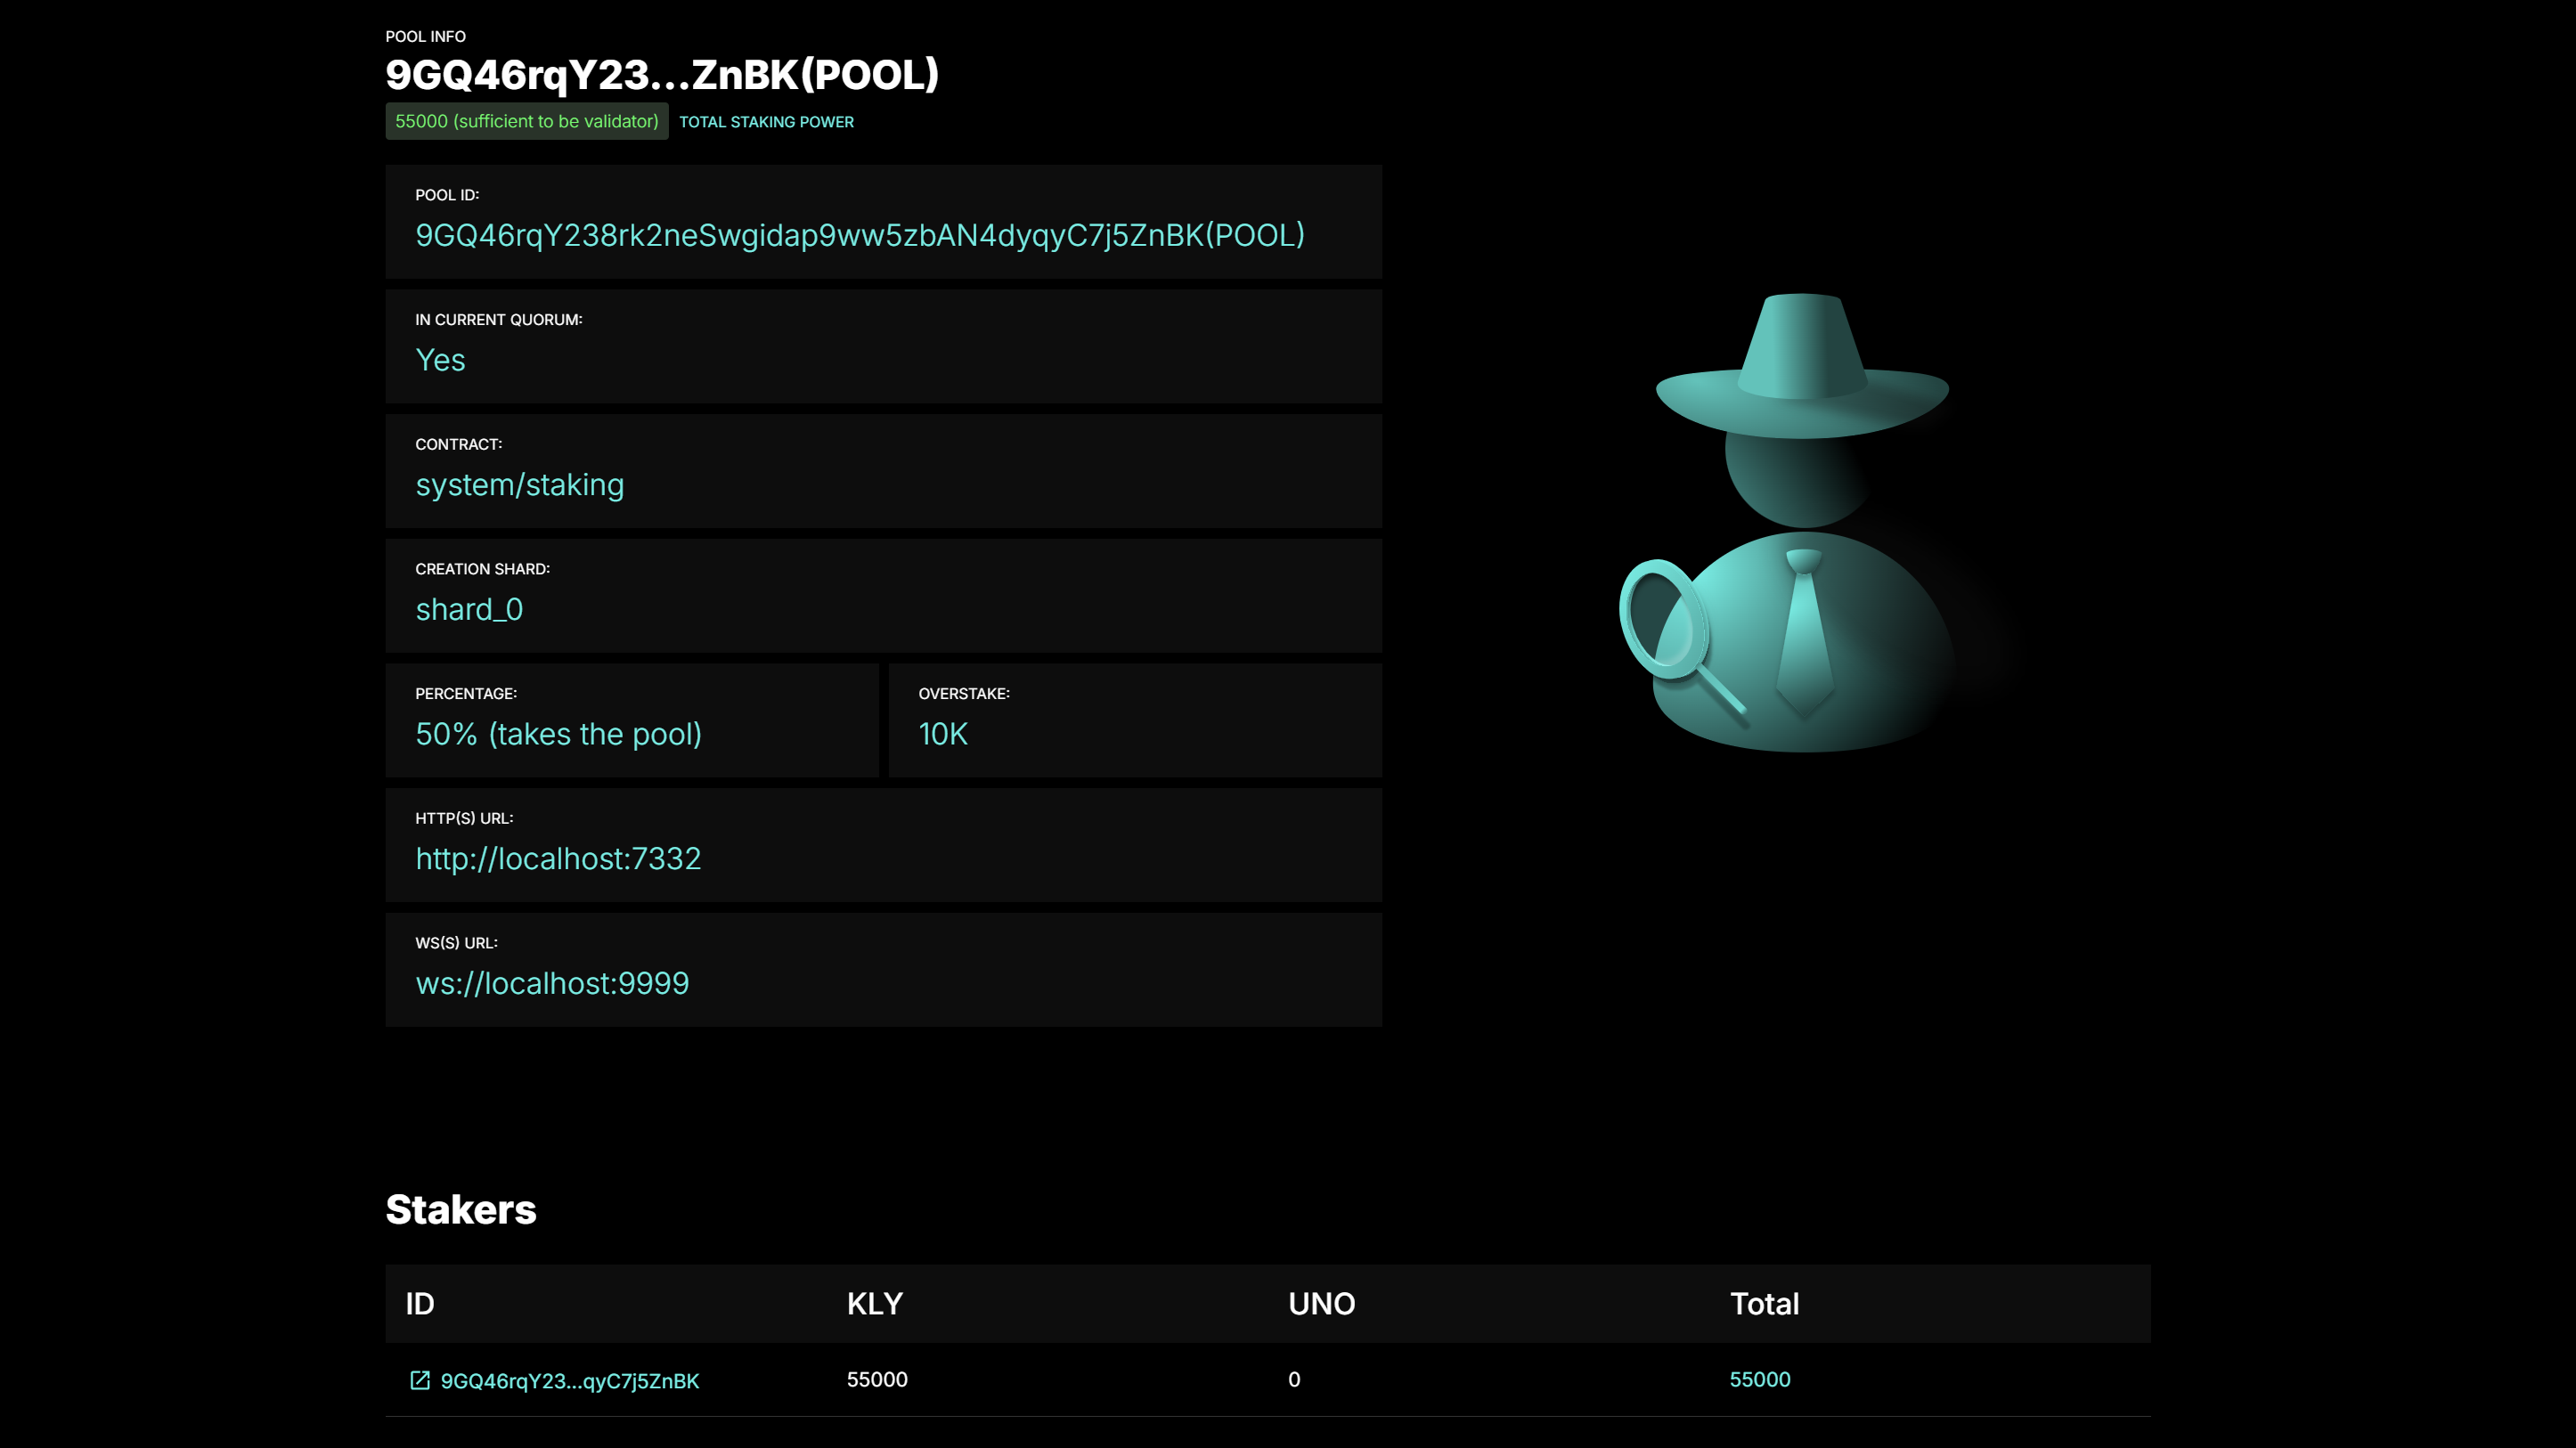 POOL INFO
9GQ46rqY23...ZnBK(POOL)
55000 (sufficient to be validator) TOTAL STAKING POWER
POOL ID:
9GQ46rqY238rk2neSwgidap9ww5zbAN4dyqyC7j5ZnBK(POOL)
IN CURRENT QUORUM:
Yes
CONTRACT:
system/staking
CREATION SHARD:
shard_0
PERCENTAGE:
50% (takes the pool)
OVERSTAKE:
10K
HTTP(S) URL:
http://localhost:7332
WS(S) URL:
ws://localhost:9999
Stakers
ID KLY UNO Total
9GQ46rqY23...qyC7j5ZnBK 55000 0 55000